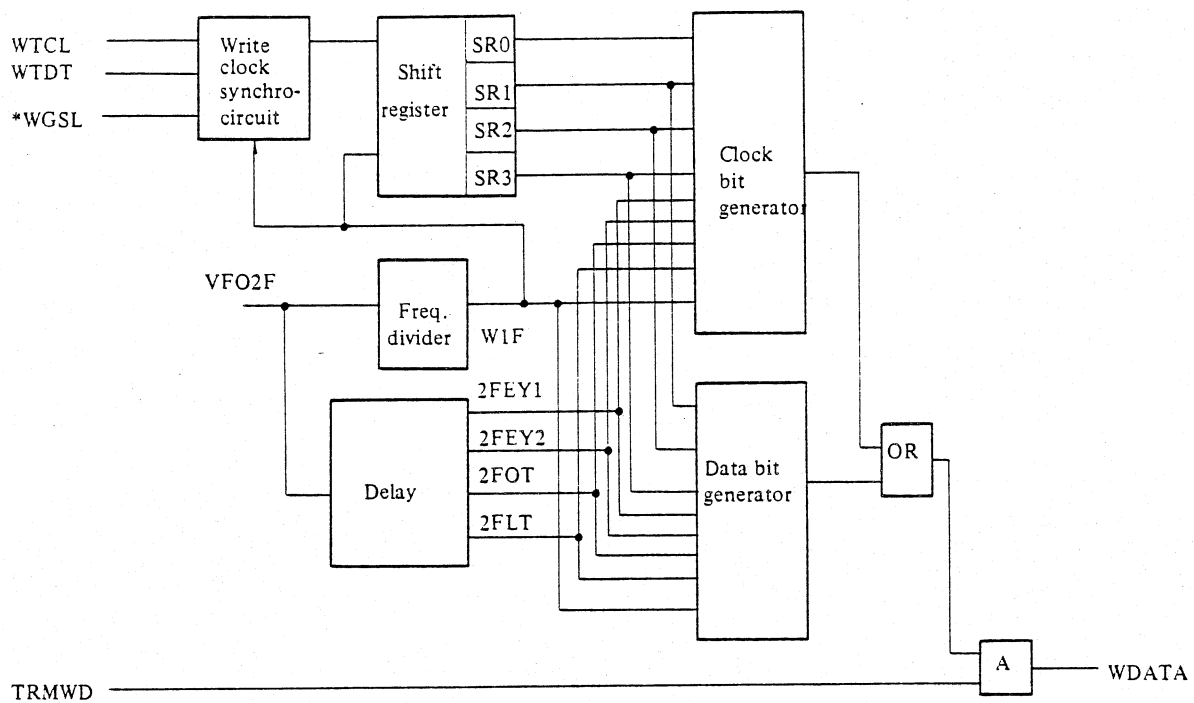 WTCL
WTDT
*WGSL
Write
clock
synchro-
circuit
Shift
register
SR0
SR1
SR2
SR3
Clock
bit
generator
VFO2F
Freq.
divider
W1F
2FEY1
2FEY2
2FOT
2FLT
Delay
Data bit
generator
OR
A
TRMWD
WDATA